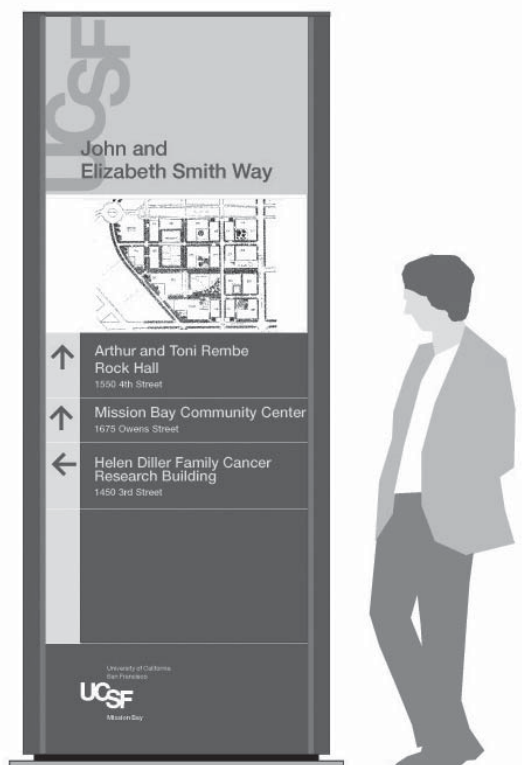 UCSF
John and
Elizabeth Smith Way
Arthur and Toni Rembe
Rock Hall
1550 4th Street
Mission Bay Community Center
1675 Owens Street
Helen Diller Family Cancer
Research Building
1450 3rd Street
University of California
San Francisco
UCSF
Mission Bay